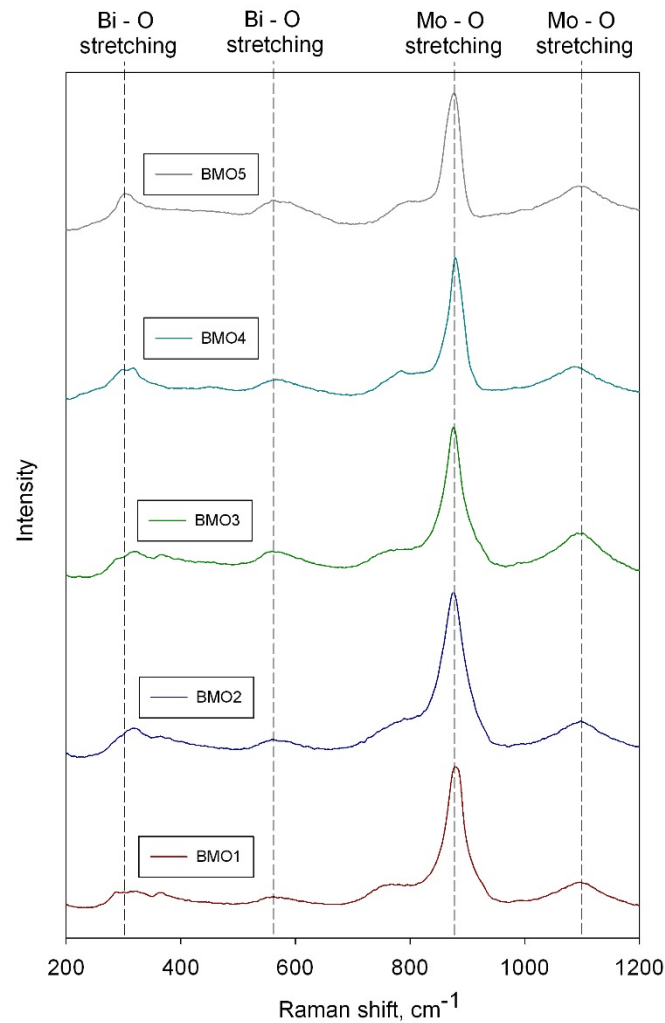 Bi - O
stretching
Bi - O
stretching
Mo - O
stretching
Mo - O
stretching
BMO5
BMO4
BMO3
BMO2
BMO1
Intensity
200 400 600 800 1000 1200
Raman shift, cm-1